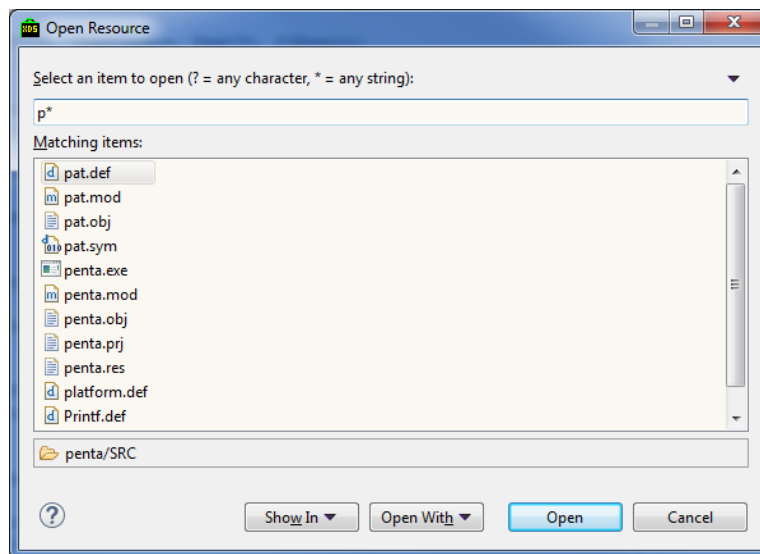 XDS Open Resource
Select an item to open (? = any character, * = any string):
p*
Matching items:
pat.def
pat.mod
pat.obj
pat.sym
penta.exe
penta.mod
penta.obj
penta.prj
penta.res
platform.def
Printf.def
penta/SRC
Show In Open With Open Cancel